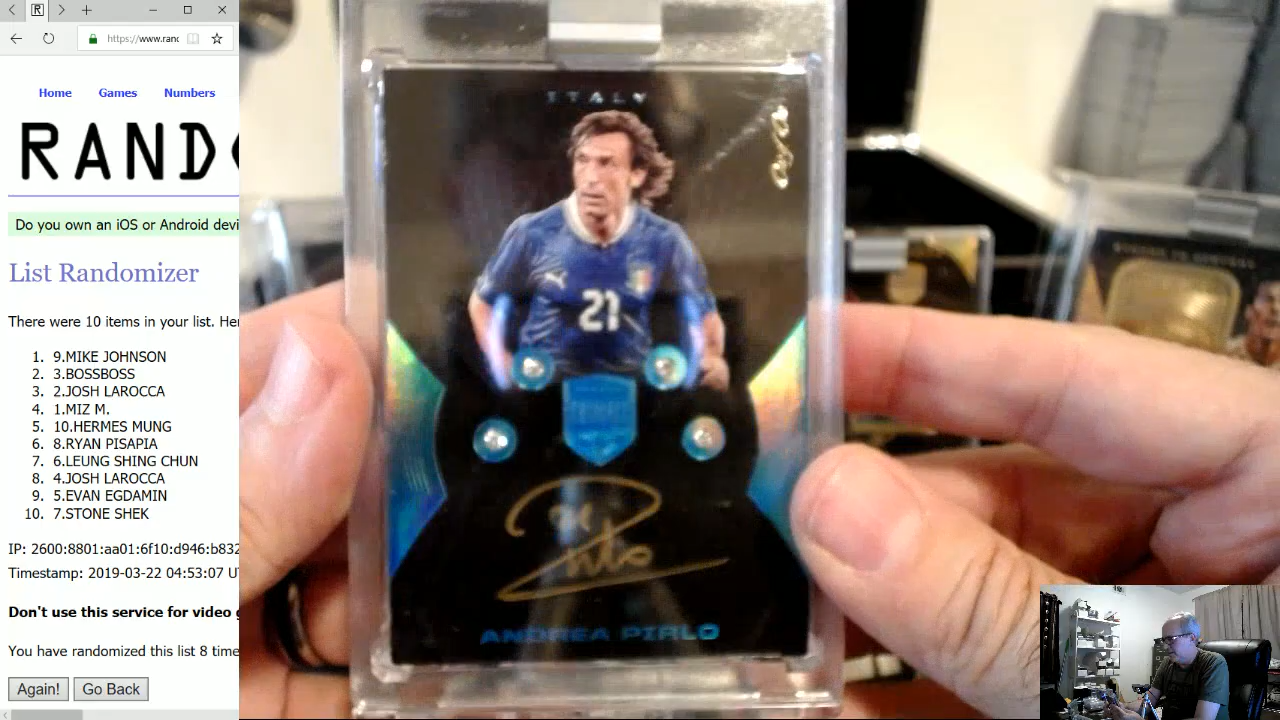 https://www.rand
Home Games Numbers
RANDO
Do you own an iOS or Android devi
List Randomizer
There were 10 items in your list. Her
1. 9.MIKE JOHNSON
2. 3.BOSSBOSS
3. 2.JOSH LAROCCA
4. 1.MIZ M.
5. 10.HERMES MUNG
6. 8.RYAN PISAPIA
7. 6.LEUNG SHING CHUN
8. 4.JOSH LAROCCA
9. 5.EVAN EGDAMIN
10. 7.STONE SHEK
IP: 2600:8801:aa01:6f10:d946:b832
Timestamp: 2019-03-22 04:53:07 U
Don't use this service for video g
You have randomized this list 8 time
Again! Go Back
ITALY
21
Pirlo
ANDREA PIRLO